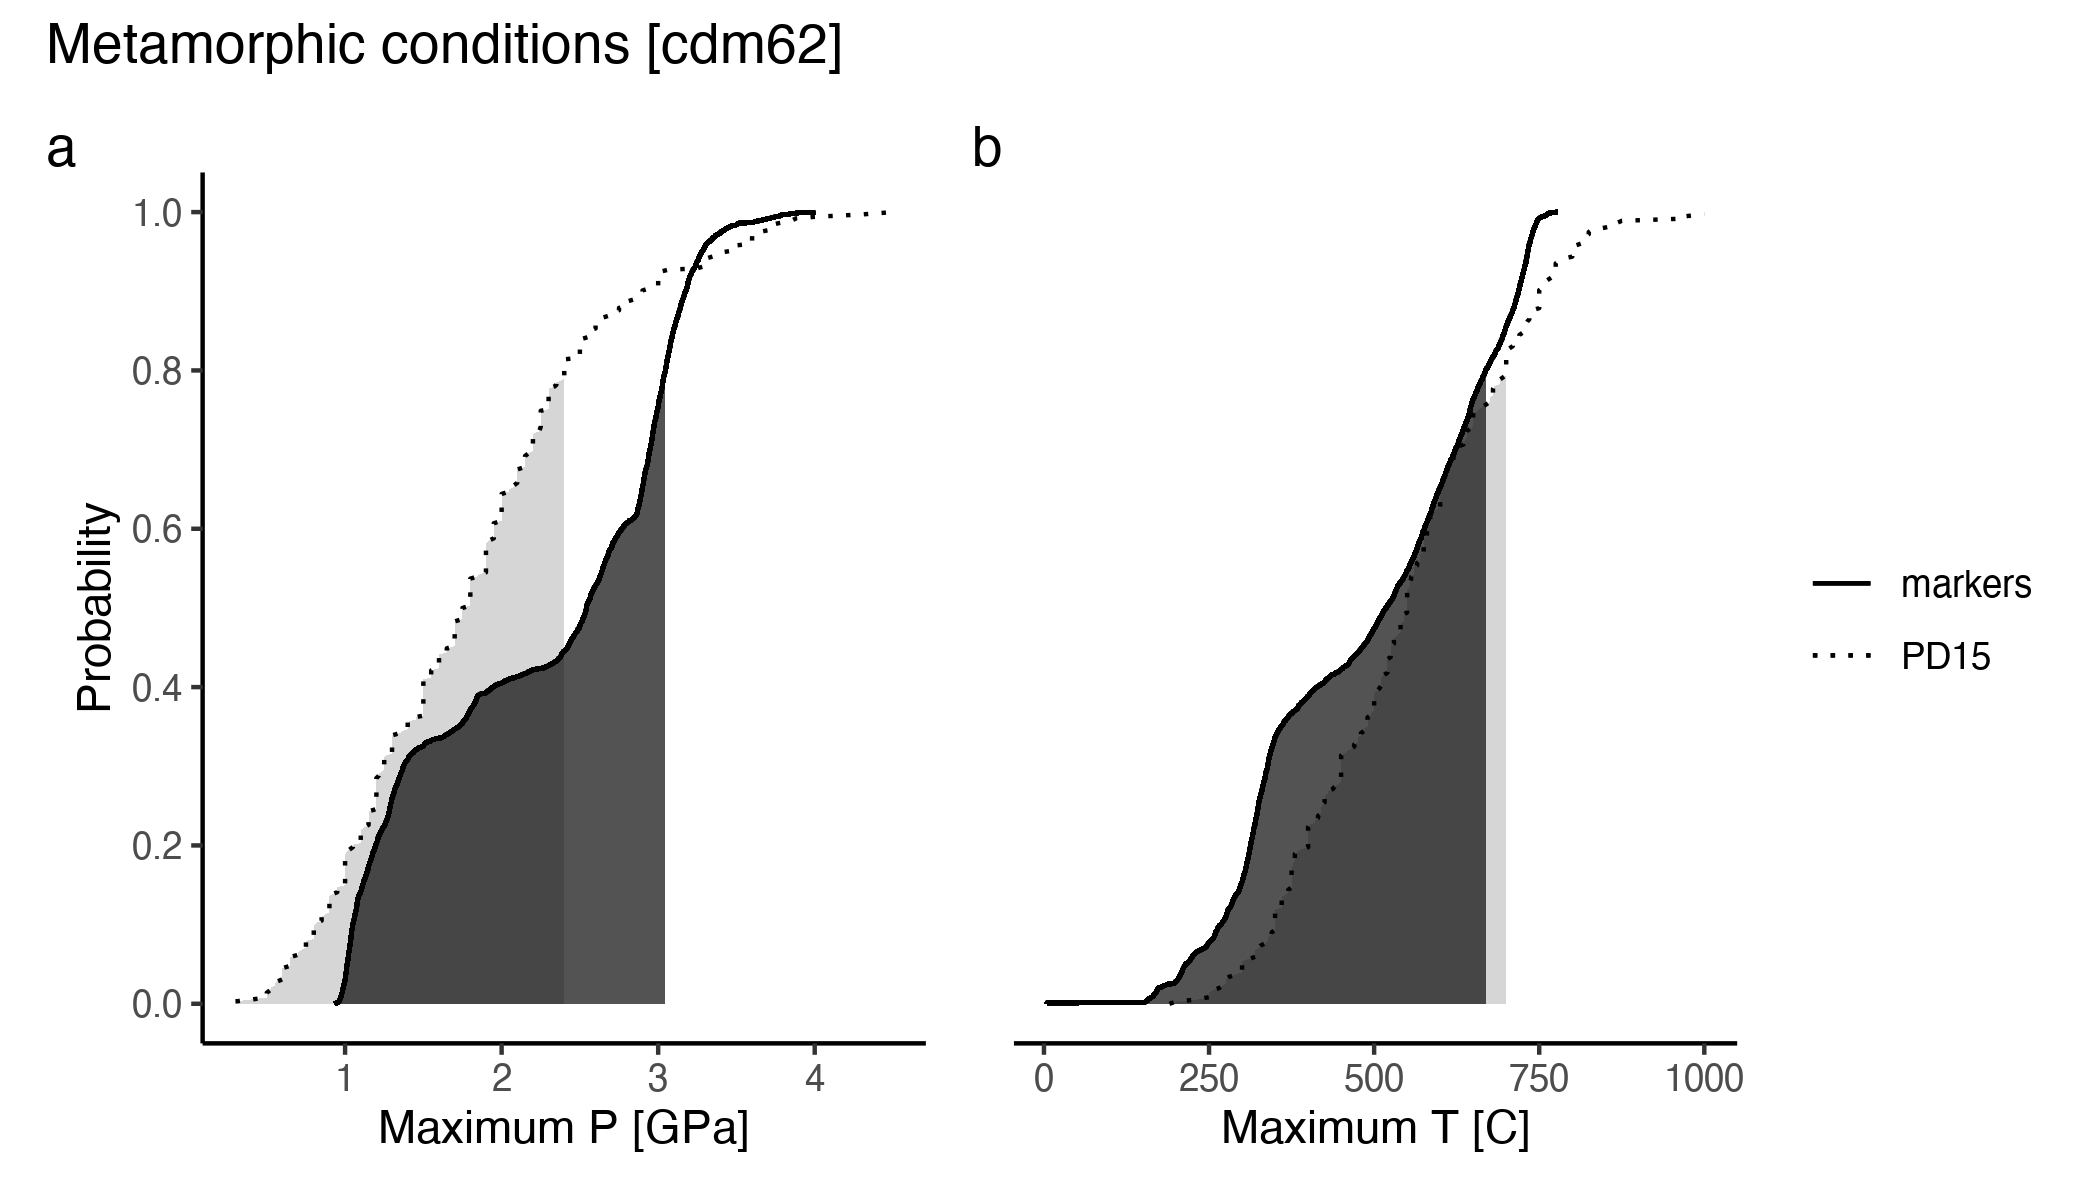 Metamorphic conditions [cdm62]
a
b
Probability
1.0
0.8
0.6
0.4
0.2
0.0
1 2 3 4
Maximum P [GPa]
0 250 500 750 1000
Maximum T [C]
markers
PD15